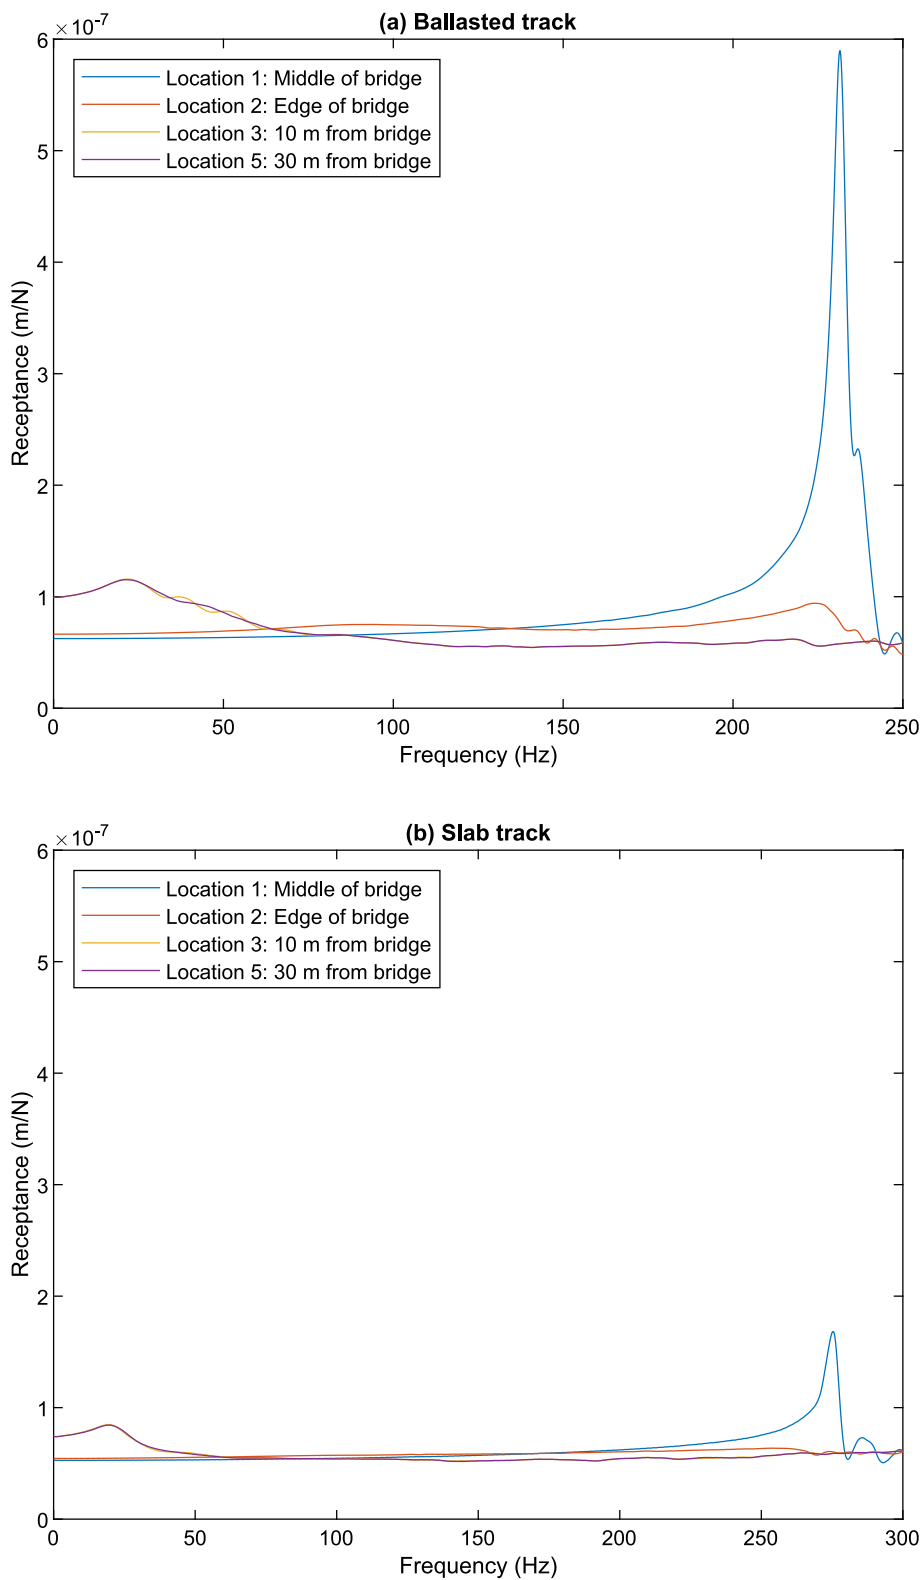 (a) Ballasted track
×10-7
6
5
4
3
2
1
0
Receptance (m/N)
Location 1: Middle of bridge
Location 2: Edge of bridge
Location 3: 10 m from bridge
Location 5: 30 m from bridge
0 50 100 150 200 250
Frequency (Hz)
(b) Slab track
×10-7
6
5
4
3
2
1
0
Receptance (m/N)
Location 1: Middle of bridge
Location 2: Edge of bridge
Location 3: 10 m from bridge
Location 5: 30 m from bridge
0 50 100 150 200 250 300
Frequency (Hz)